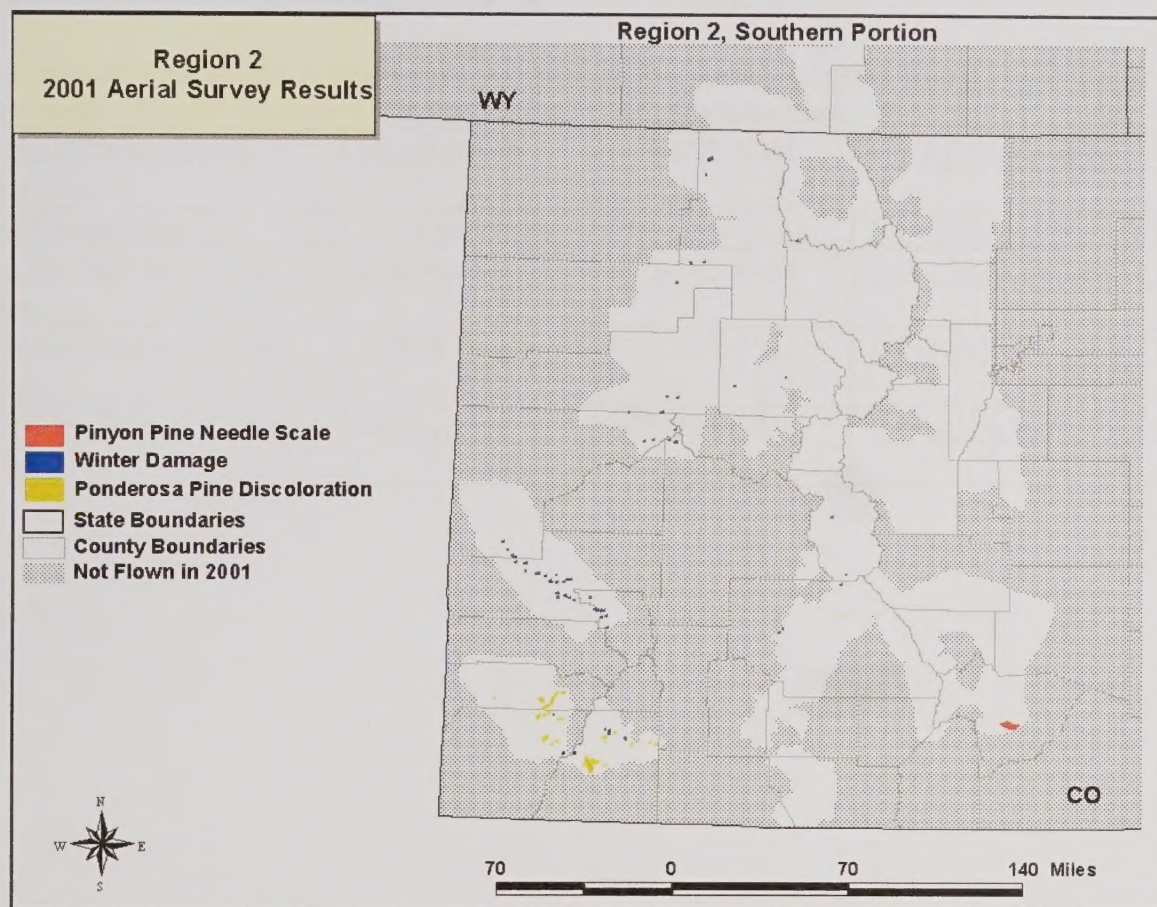 Region 2
2001 Aerial Survey Results
Region 2, Southern Portion
WY
Pinyon Pine Needle Scale
Winter Damage
Ponderosa Pine Discoloration
State Boundaries
County Boundaries
Not Flown in 2001
CO
N
W E
S
70 0 70 140 Miles